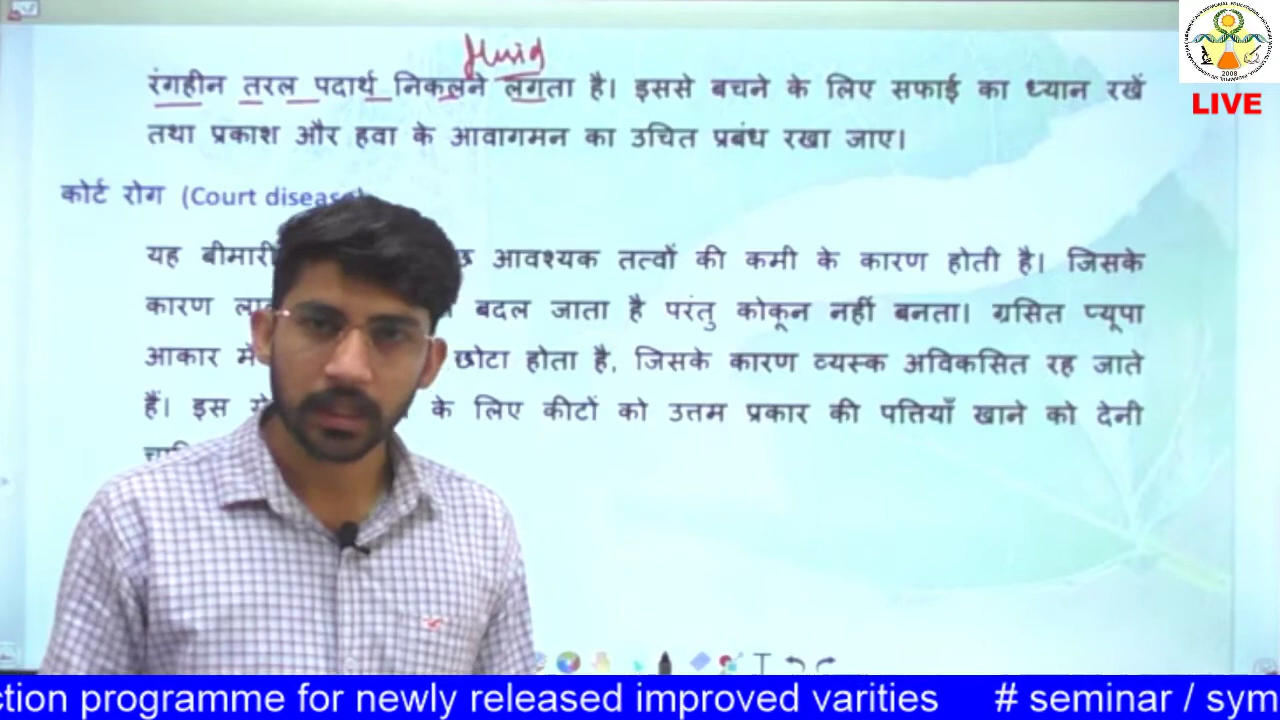 fluid
रंगहीन तरल पदार्थ निकलने लगता है। इससे बचने के लिए सफाई का ध्यान रखें
तथा प्रकाश और हवा के आवागमन का उचित प्रबंध रखा जाए।
कोर्ट रोग (Court disease)
यह बीमारी आवश्यक तत्वों की कमी के कारण होती है। जिसके
कारण बदल जाता है परंतु कोकून नहीं बनता। ग्रसित प्यूपा
आकार में छोटा होता है, जिसके कारण व्यस्क अविकसित रह जाते
हैं। इस के लिए कीटों को उत्तम प्रकार की पत्तियाँ खाने को देनी
2008
LIVE
ction programme for newly released improved varities # seminar / sym